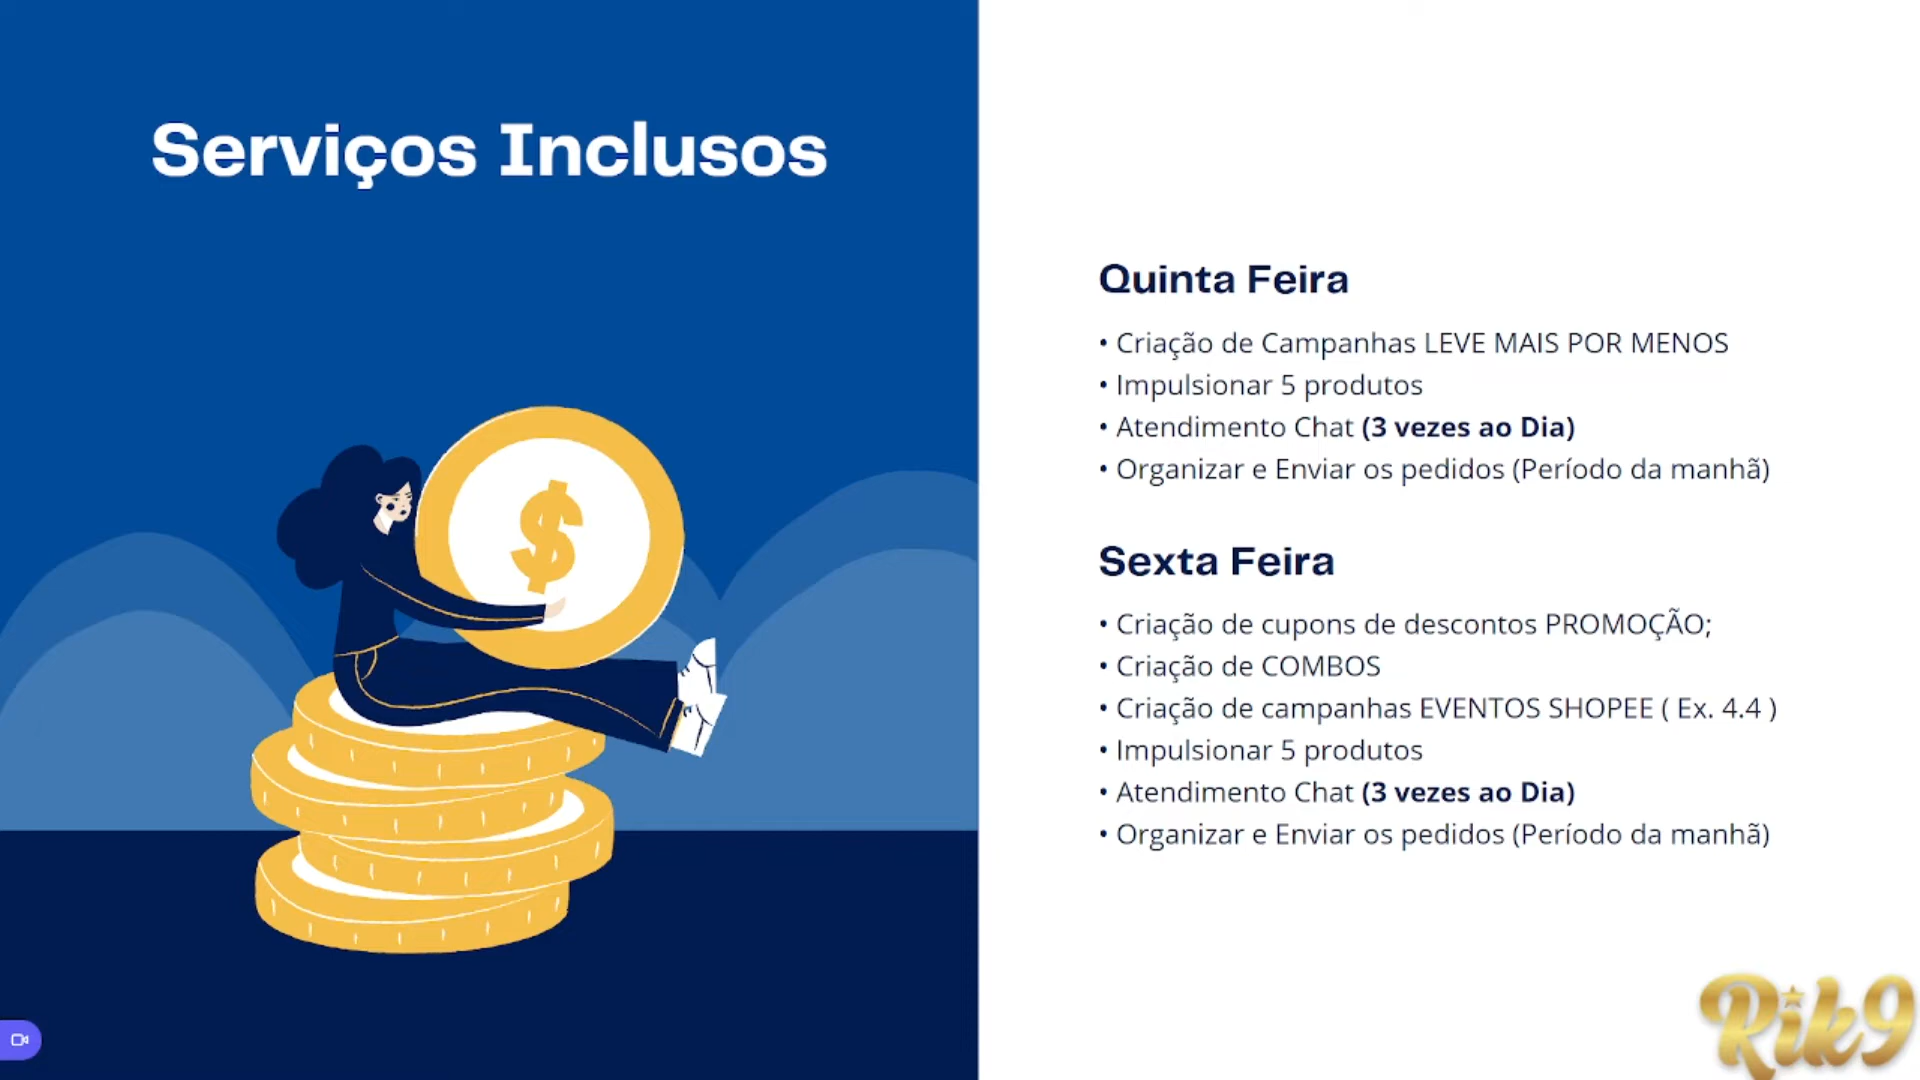 Serviços Inclusos
$
Quinta Feira
• Criação de Campanhas LEVE MAIS POR MENOS
• Impulsionar 5 produtos
• Atendimento Chat (3 vezes ao Dia)
• Organizar e Enviar os pedidos (Período da manhã)
Sexta Feira
• Criação de cupons de descontos PROMOÇÃO;
• Criação de COMBOS
• Criação de campanhas EVENTOS SHOPEE ( Ex. 4.4 )
• Impulsionar 5 produtos
• Atendimento Chat (3 vezes ao Dia)
• Organizar e Enviar os pedidos (Período da manhã)
Rik9